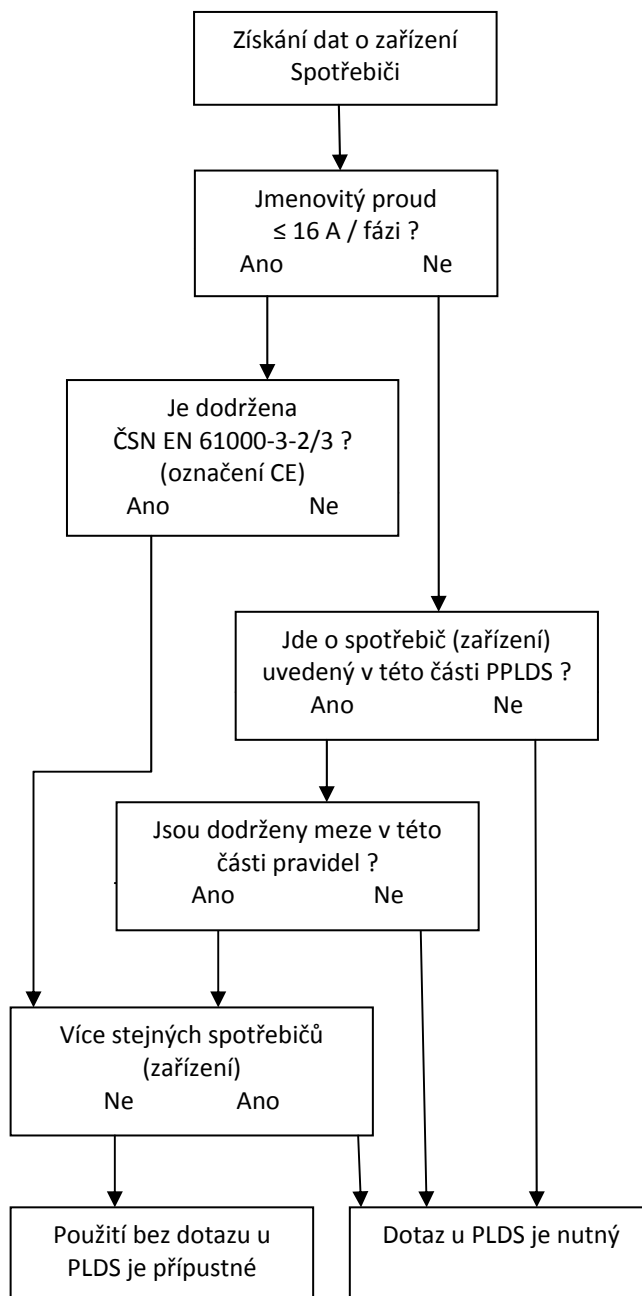 Získání dat o zařízení
Spotřebiči
Jmenovitý proud
≤ 16 A / fázi ?
Ano Ne
Je dodržena
ČSN EN 61000-3-2/3 ?
(označení CE)
Ano Ne
Jde o spotřebič (zařízení)
uvedený v této části PPLDS ?
Ano Ne
Jsou dodrženy meze v této
části pravidel ?
Ano Ne
Více stejných spotřebičů
(zařízení)
Ne Ano
Použití bez dotazu u
PLDS je přípustné
Dotaz u PLDS je nutný